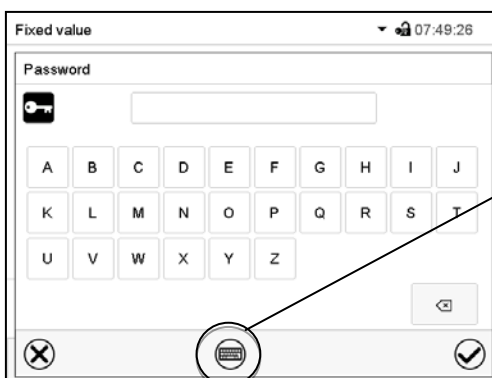 Fixed value 07:49:26
Password
A B C D E F G H I J
K L M N O P Q R S T
U V W X Y Z